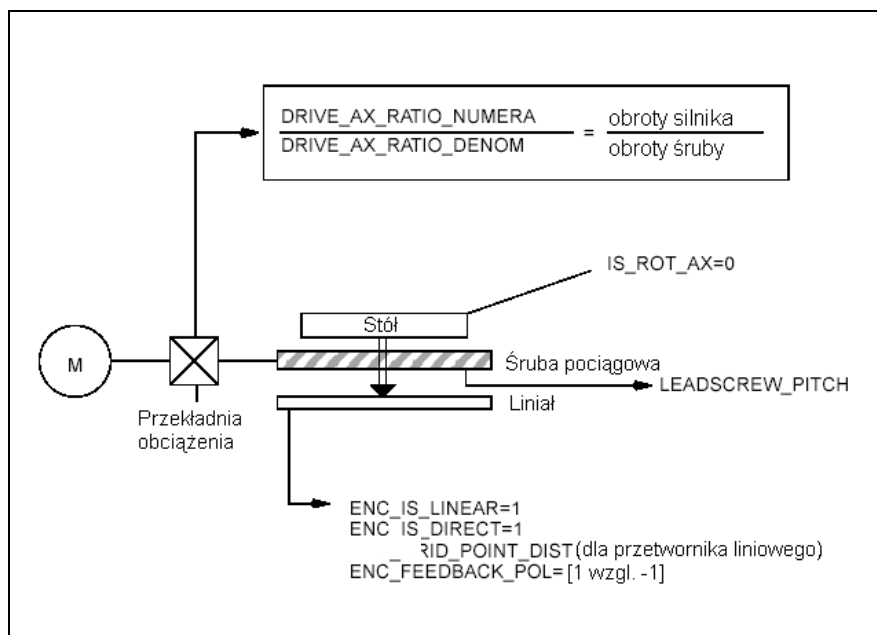 DRIVE_AX_RATIO_NUMERA
DRIVE_AX_RATIO_DENOM
=
obroty silnika
obroty śruby
IS_ROT_AX=0
Stół
M
Śruba pociągowa
LEADSCREW_PITCH
Liniał
Przekładnia
obciążenia
ENC_IS_LINEAR=1
ENC_IS_DIRECT=1
RID_POINT_DIST (dla przetwornika liniowego)
ENC_FEEDBACK_POL= [1 wzgl. -1]